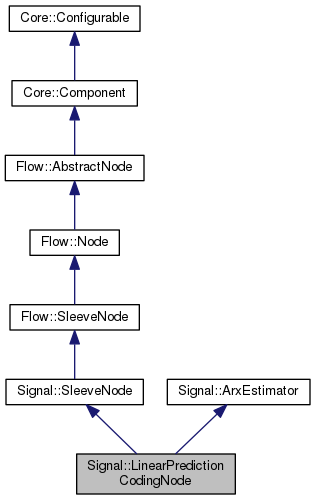 Core::Configurable
Core::Component
Flow::AbstractNode
Flow::Node
Flow::SleeveNode
Signal::SleeveNode
Signal::ArxEstimator
Signal::LinearPrediction
CodingNode